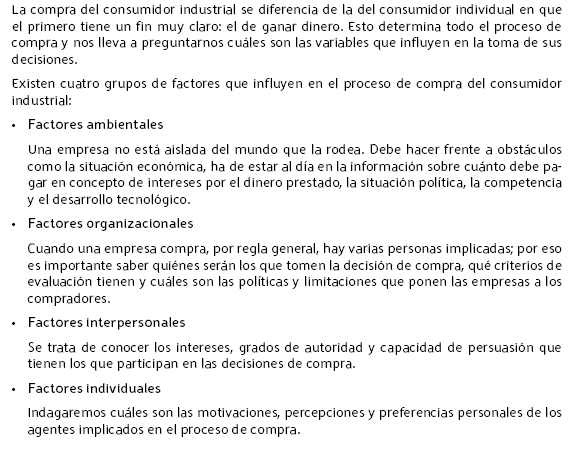 La compra del consumidor industrial se diferencia de la del consumidor individual en que
el primero tiene un fin muy claro: el de ganar dinero. Esto determina todo el proceso de
compra y nos lleva a preguntarnos cuáles son las variables que influyen en la toma de sus
decisiones.
Existen cuatro grupos de factores que influyen en el proceso de compra del consumidor
industrial:
• Factores ambientales
Una empresa no está aislada del mundo que la rodea. Debe hacer frente a obstáculos
como la situación económica, ha de estar al día en la información sobre cuánto debe pa-
gar en concepto de intereses por el dinero prestado, la situación política, la competencia
y el desarrollo tecnológico.
• Factores organizacionales
Cuando una empresa compra, por regla general, hay varias personas implicadas; por eso
es importante saber quiénes serán los que tomen la decisión de compra, qué criterios de
evaluación tienen y cuáles son las políticas y limitaciones que ponen las empresas a los
compradores.
• Factores interpersonales
Se trata de conocer los intereses, grados de autoridad y capacidad de persuasión que
tienen los que participan en las decisiones de compra.
• Factores individuales
Indagaremos cuáles son las motivaciones, percepciones y preferencias personales de los
agentes implicados en el proceso de compra.